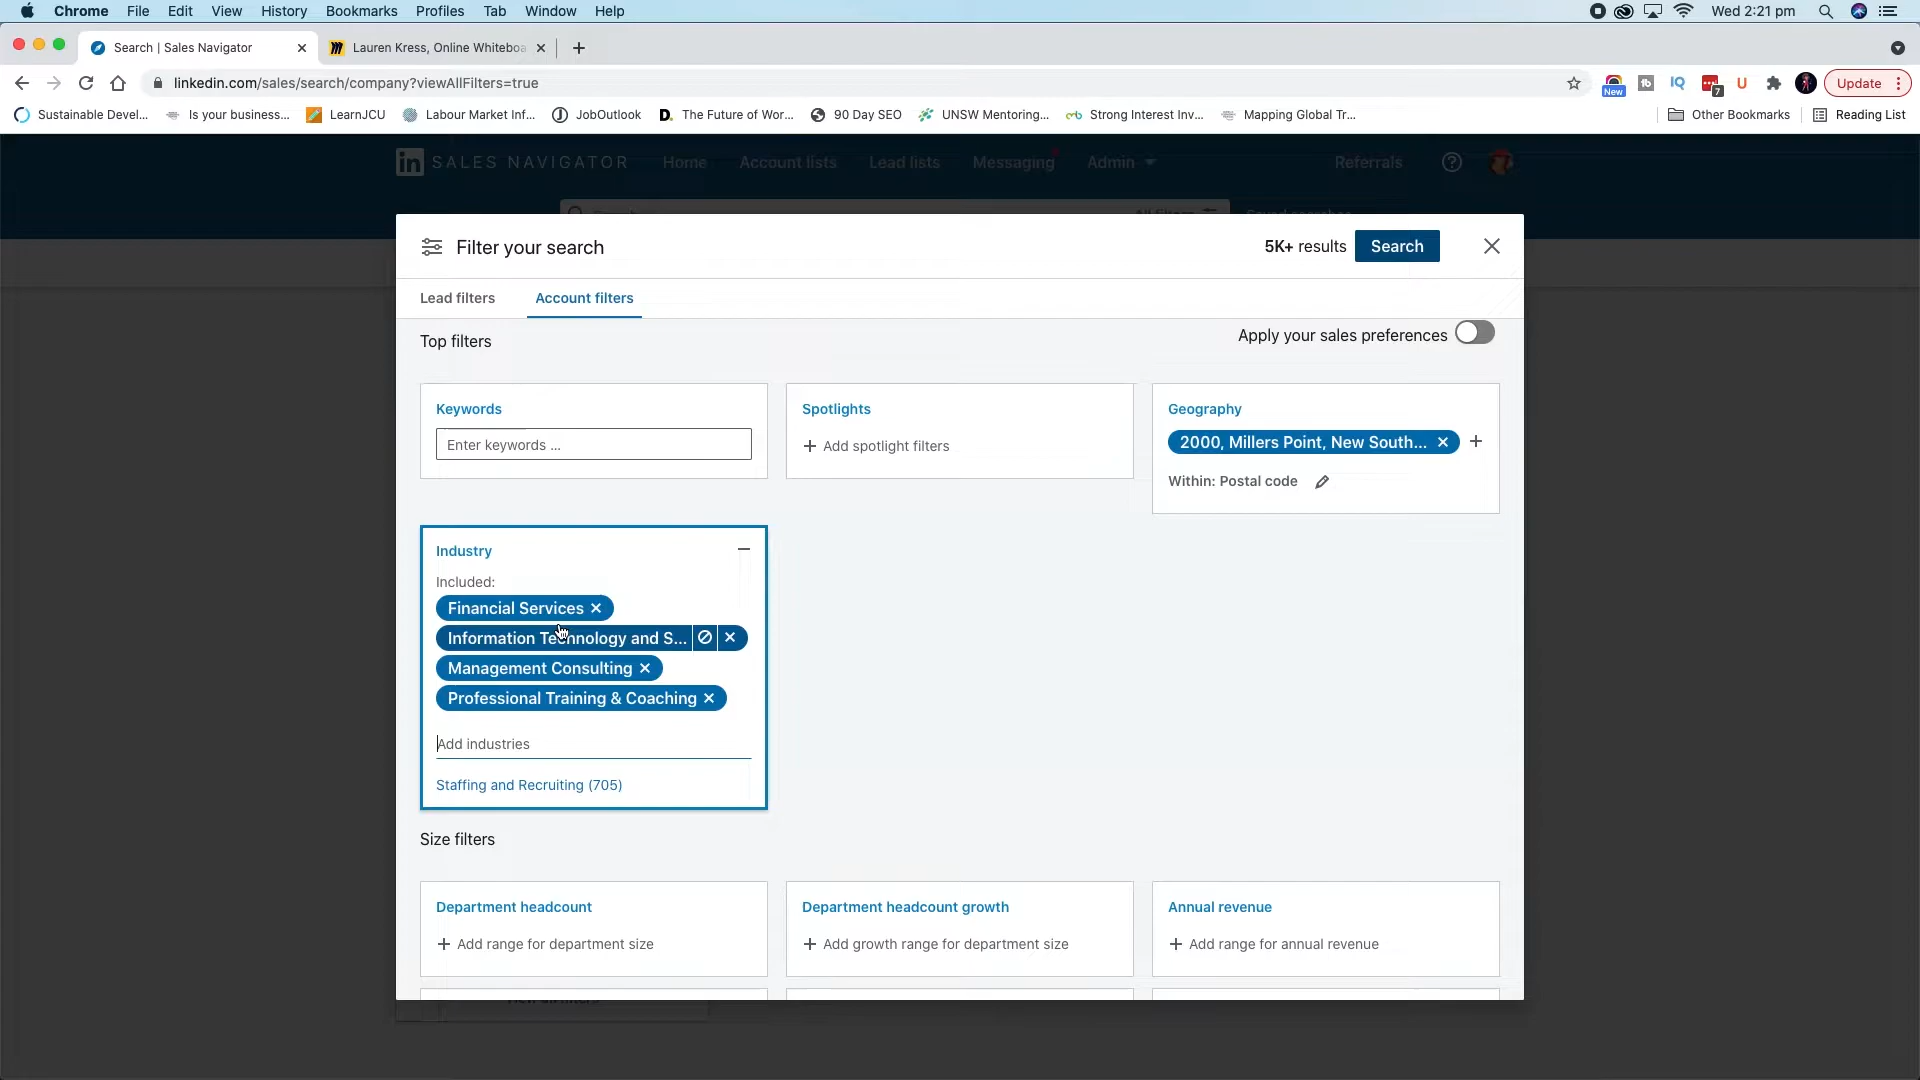 Chrome File Edit View History Bookmarks Profiles Tab Window Help Wed 2:21 pm
Search | Sales Navigator Lauren Kress, Online Whiteboa
linkedin.com/sales/search/company?viewAllFilters=true New 7 Update
Sustainable Devel... Is your business... LearnJCU Labour Market Inf... JobOutlook The Future of Wor... 90 Day SEO UNSW Mentoring... Strong Interest Inv... Mapping Global Tr... Other Bookmarks Reading List
in SALES NAVIGATOR Home Account lists Lead lists Messaging Admin Referrals
Filter your search 5K+ results Search
Lead filters Account filters
Top filters Apply your sales preferences
Keywords Spotlights Geography
Enter keywords ... Add spotlight filters 2000, Millers Point, New South...
Within: Postal code
Industry
Included:
Financial Services
Information Technology and S...
Management Consulting
Professional Training & Coaching
Add industries
Staffing and Recruiting (705)
Size filters
Department headcount Department headcount growth Annual revenue
+ Add range for department size + Add growth range for department size + Add range for annual revenue